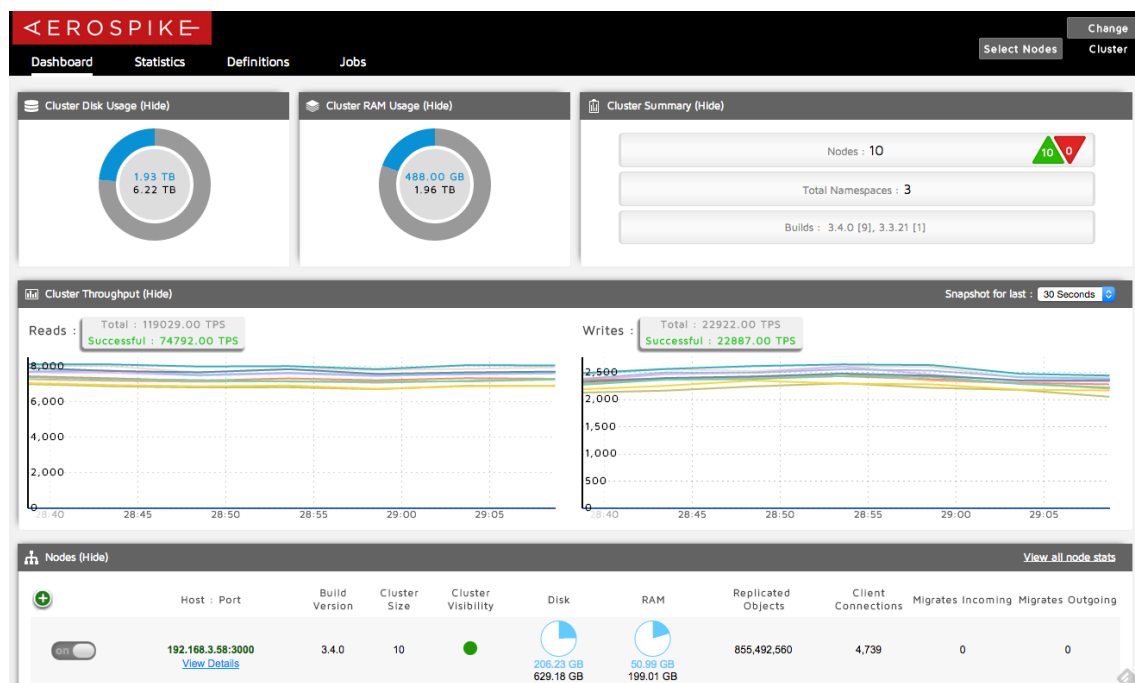 AEROSPIKE
Change
Select Nodes Cluster
Dashboard Statistics Definitions Jobs
Cluster Disk Usage (Hide)
1.93 TB
6.22 TB
Cluster RAM Usage (Hide)
488.00 GB
1.96 TB
Cluster Summary (Hide)
Nodes : 10
10 0
Total Namespaces : 3
Builds : 3.4.0 [9], 3.3.21 [1]
Cluster Throughput (Hide)
Snapshot for last : 30 Seconds
Reads :
Total : 119029.00 TPS
Successful : 74792.00 TPS
8,000
6,000
4,000
2,000
0
28:40 28:45 28:50 28:55 29:00 29:05
Writes :
Total : 22922.00 TPS
Successful : 22887.00 TPS
2,500
2,000
1,500
1,000
500
0
28:40 28:45 28:50 28:55 29:00 29:05
Nodes (Hide)
View all node stats
Host : Port Build Version Cluster Size Cluster Visibility Disk RAM Replicated Objects Client Connections Migrates Incoming Migrates Outgoing
on 192.168.3.58:3000 3.4.0 10 855,492,560 4,739 0 0
View Details
206.23 GB 50.99 GB
629.18 GB 199.01 GB